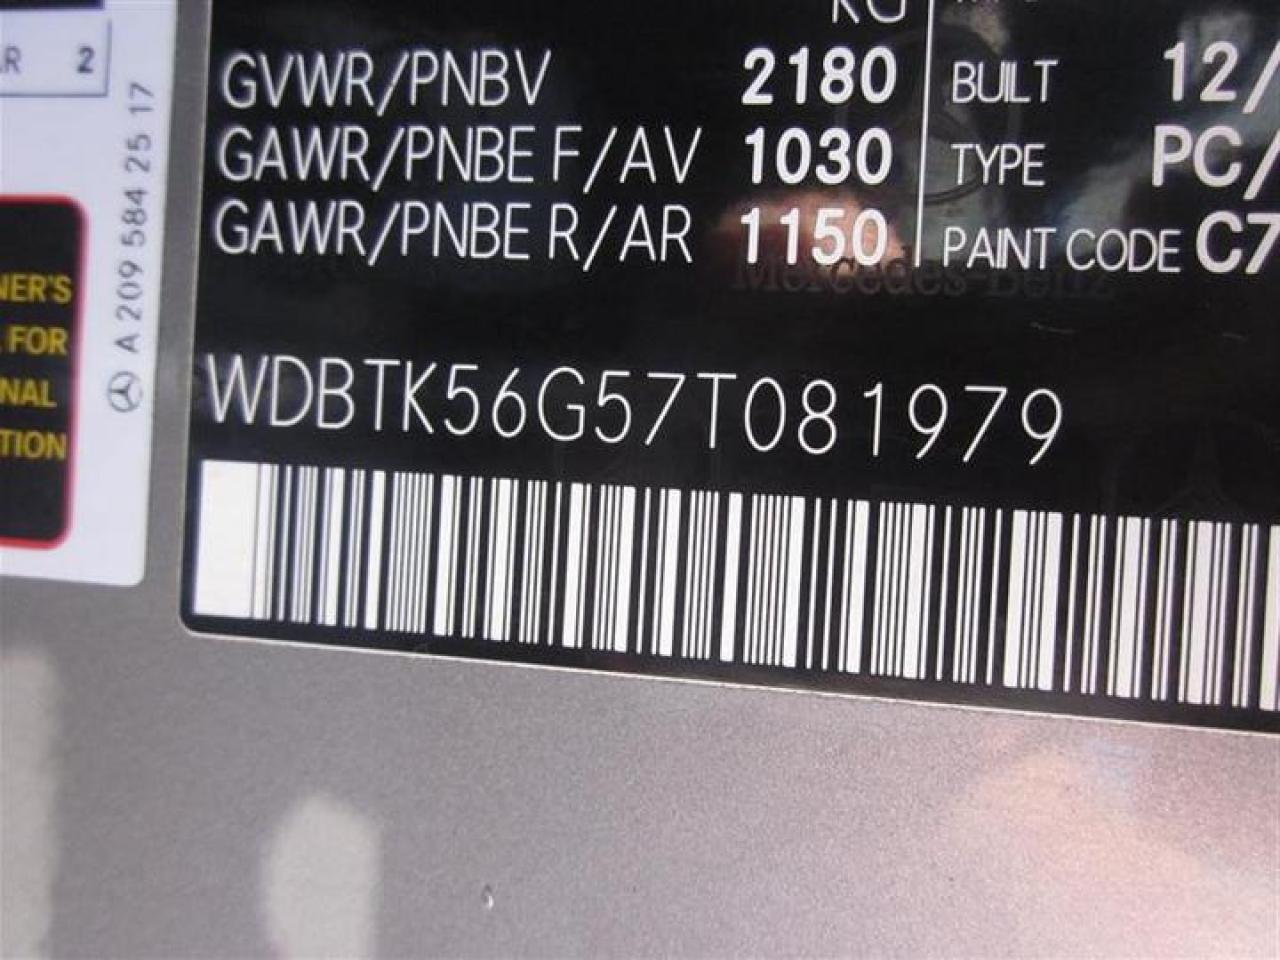 KG
GVWR/PNBV 2180
GAWR/PNBE F/AV 1030
GAWR/PNBE R/AR 1150
BUILT 12/
TYPE PC/
PAINT CODE C7
Mercedes-Benz
WDBTK56G57T081979
AR 2
A 209 584 25 17
NER'S
FOR
NAL
TION